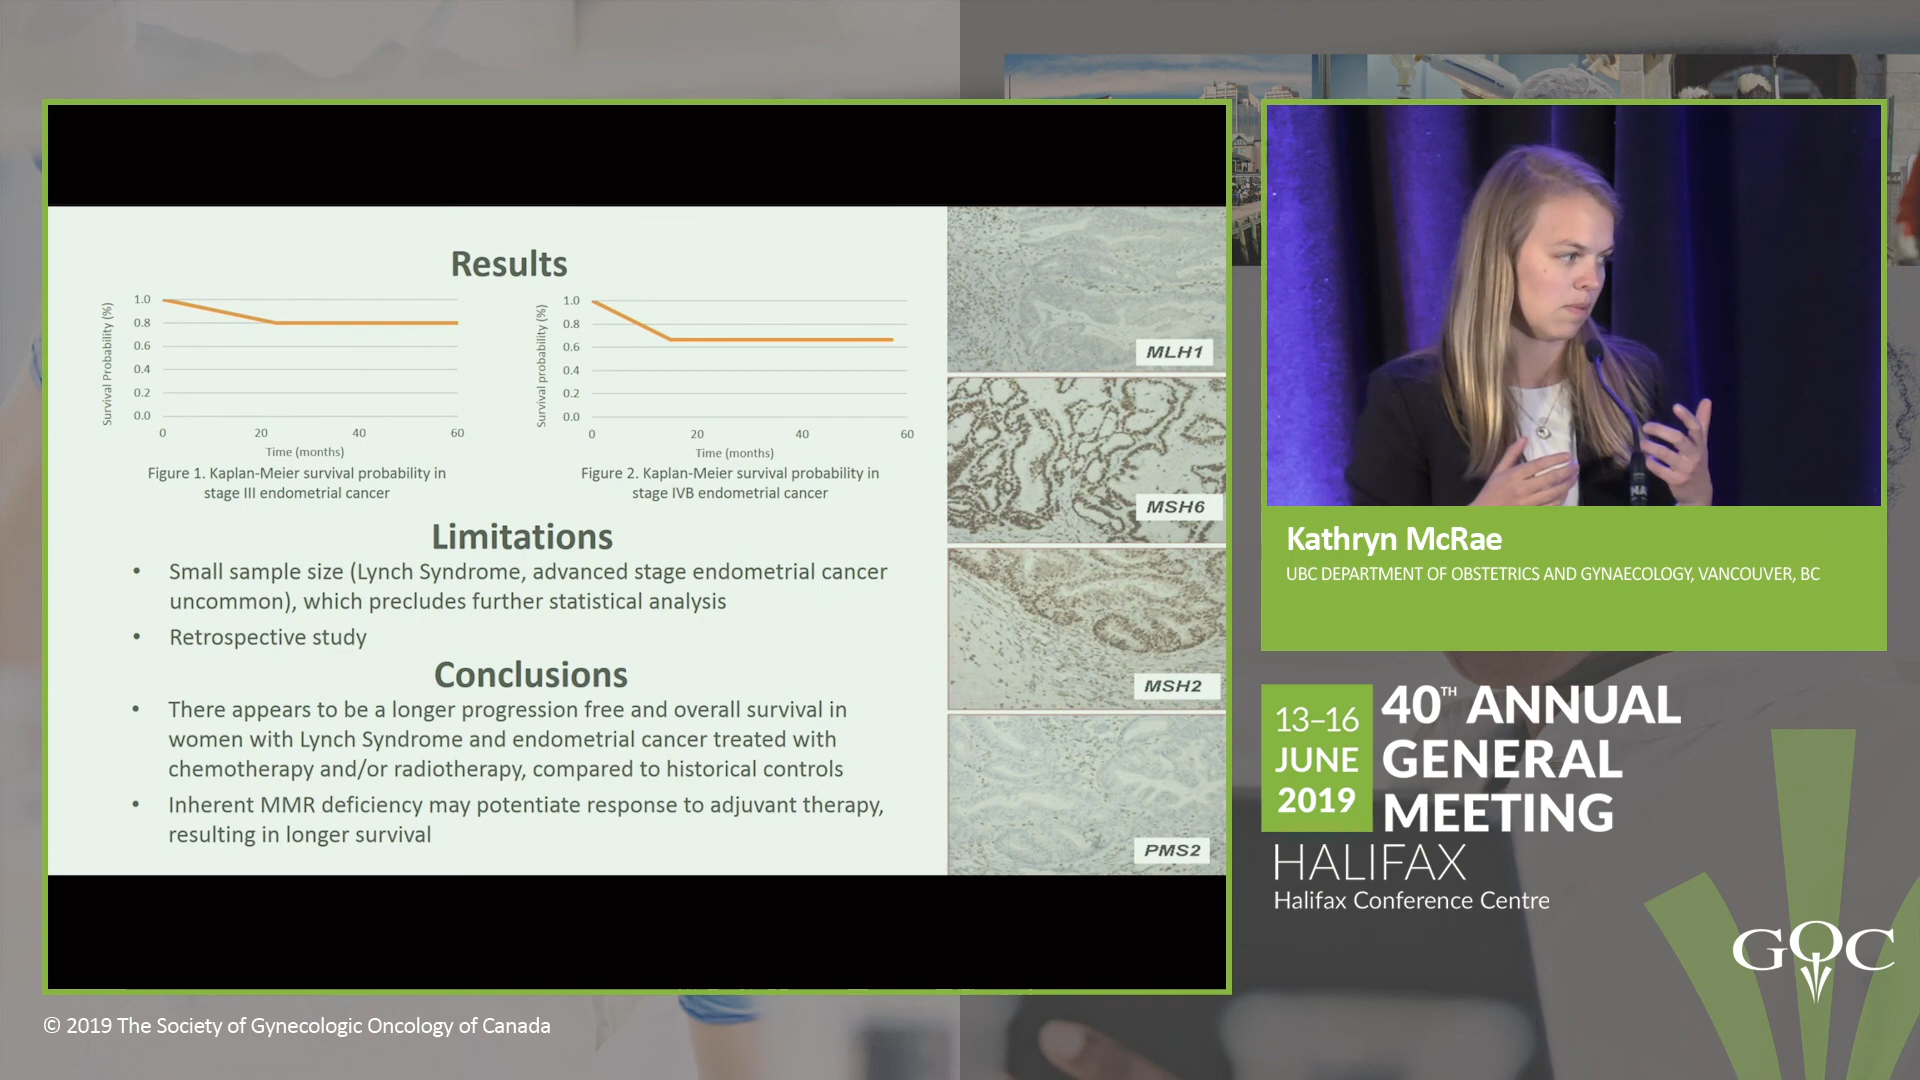 Results
Survival Probability (%)
1.0
0.8
0.6
0.4
0.2
0.0
0
20
40
60
Time (months)
Figure 1. Kaplan-Meier survival probability in
stage III endometrial cancer
Survival probability (%)
1.0
0.8
0.6
0.4
0.2
0.0
0
20
40
60
Time (months)
Figure 2. Kaplan-Meier survival probability in
stage IVB endometrial cancer
Limitations
• Small sample size (Lynch Syndrome, advanced stage endometrial cancer
uncommon), which precludes further statistical analysis
• Retrospective study
Conclusions
• There appears to be a longer progression free and overall survival in
women with Lynch Syndrome and endometrial cancer treated with
chemotherapy and/or radiotherapy, compared to historical controls
• Inherent MMR deficiency may potentiate response to adjuvant therapy,
resulting in longer survival
MLH1
MSH6
MSH2
PMS2
Kathryn McRae
UBC DEPARTMENT OF OBSTETRICS AND GYNAECOLOGY, VANCOUVER, BC
13–16
JUNE
2019
40TH ANNUAL
GENERAL
MEETING
HALIFAX
Halifax Conference Centre
GOC
© 2019 The Society of Gynecologic Oncology of Canada